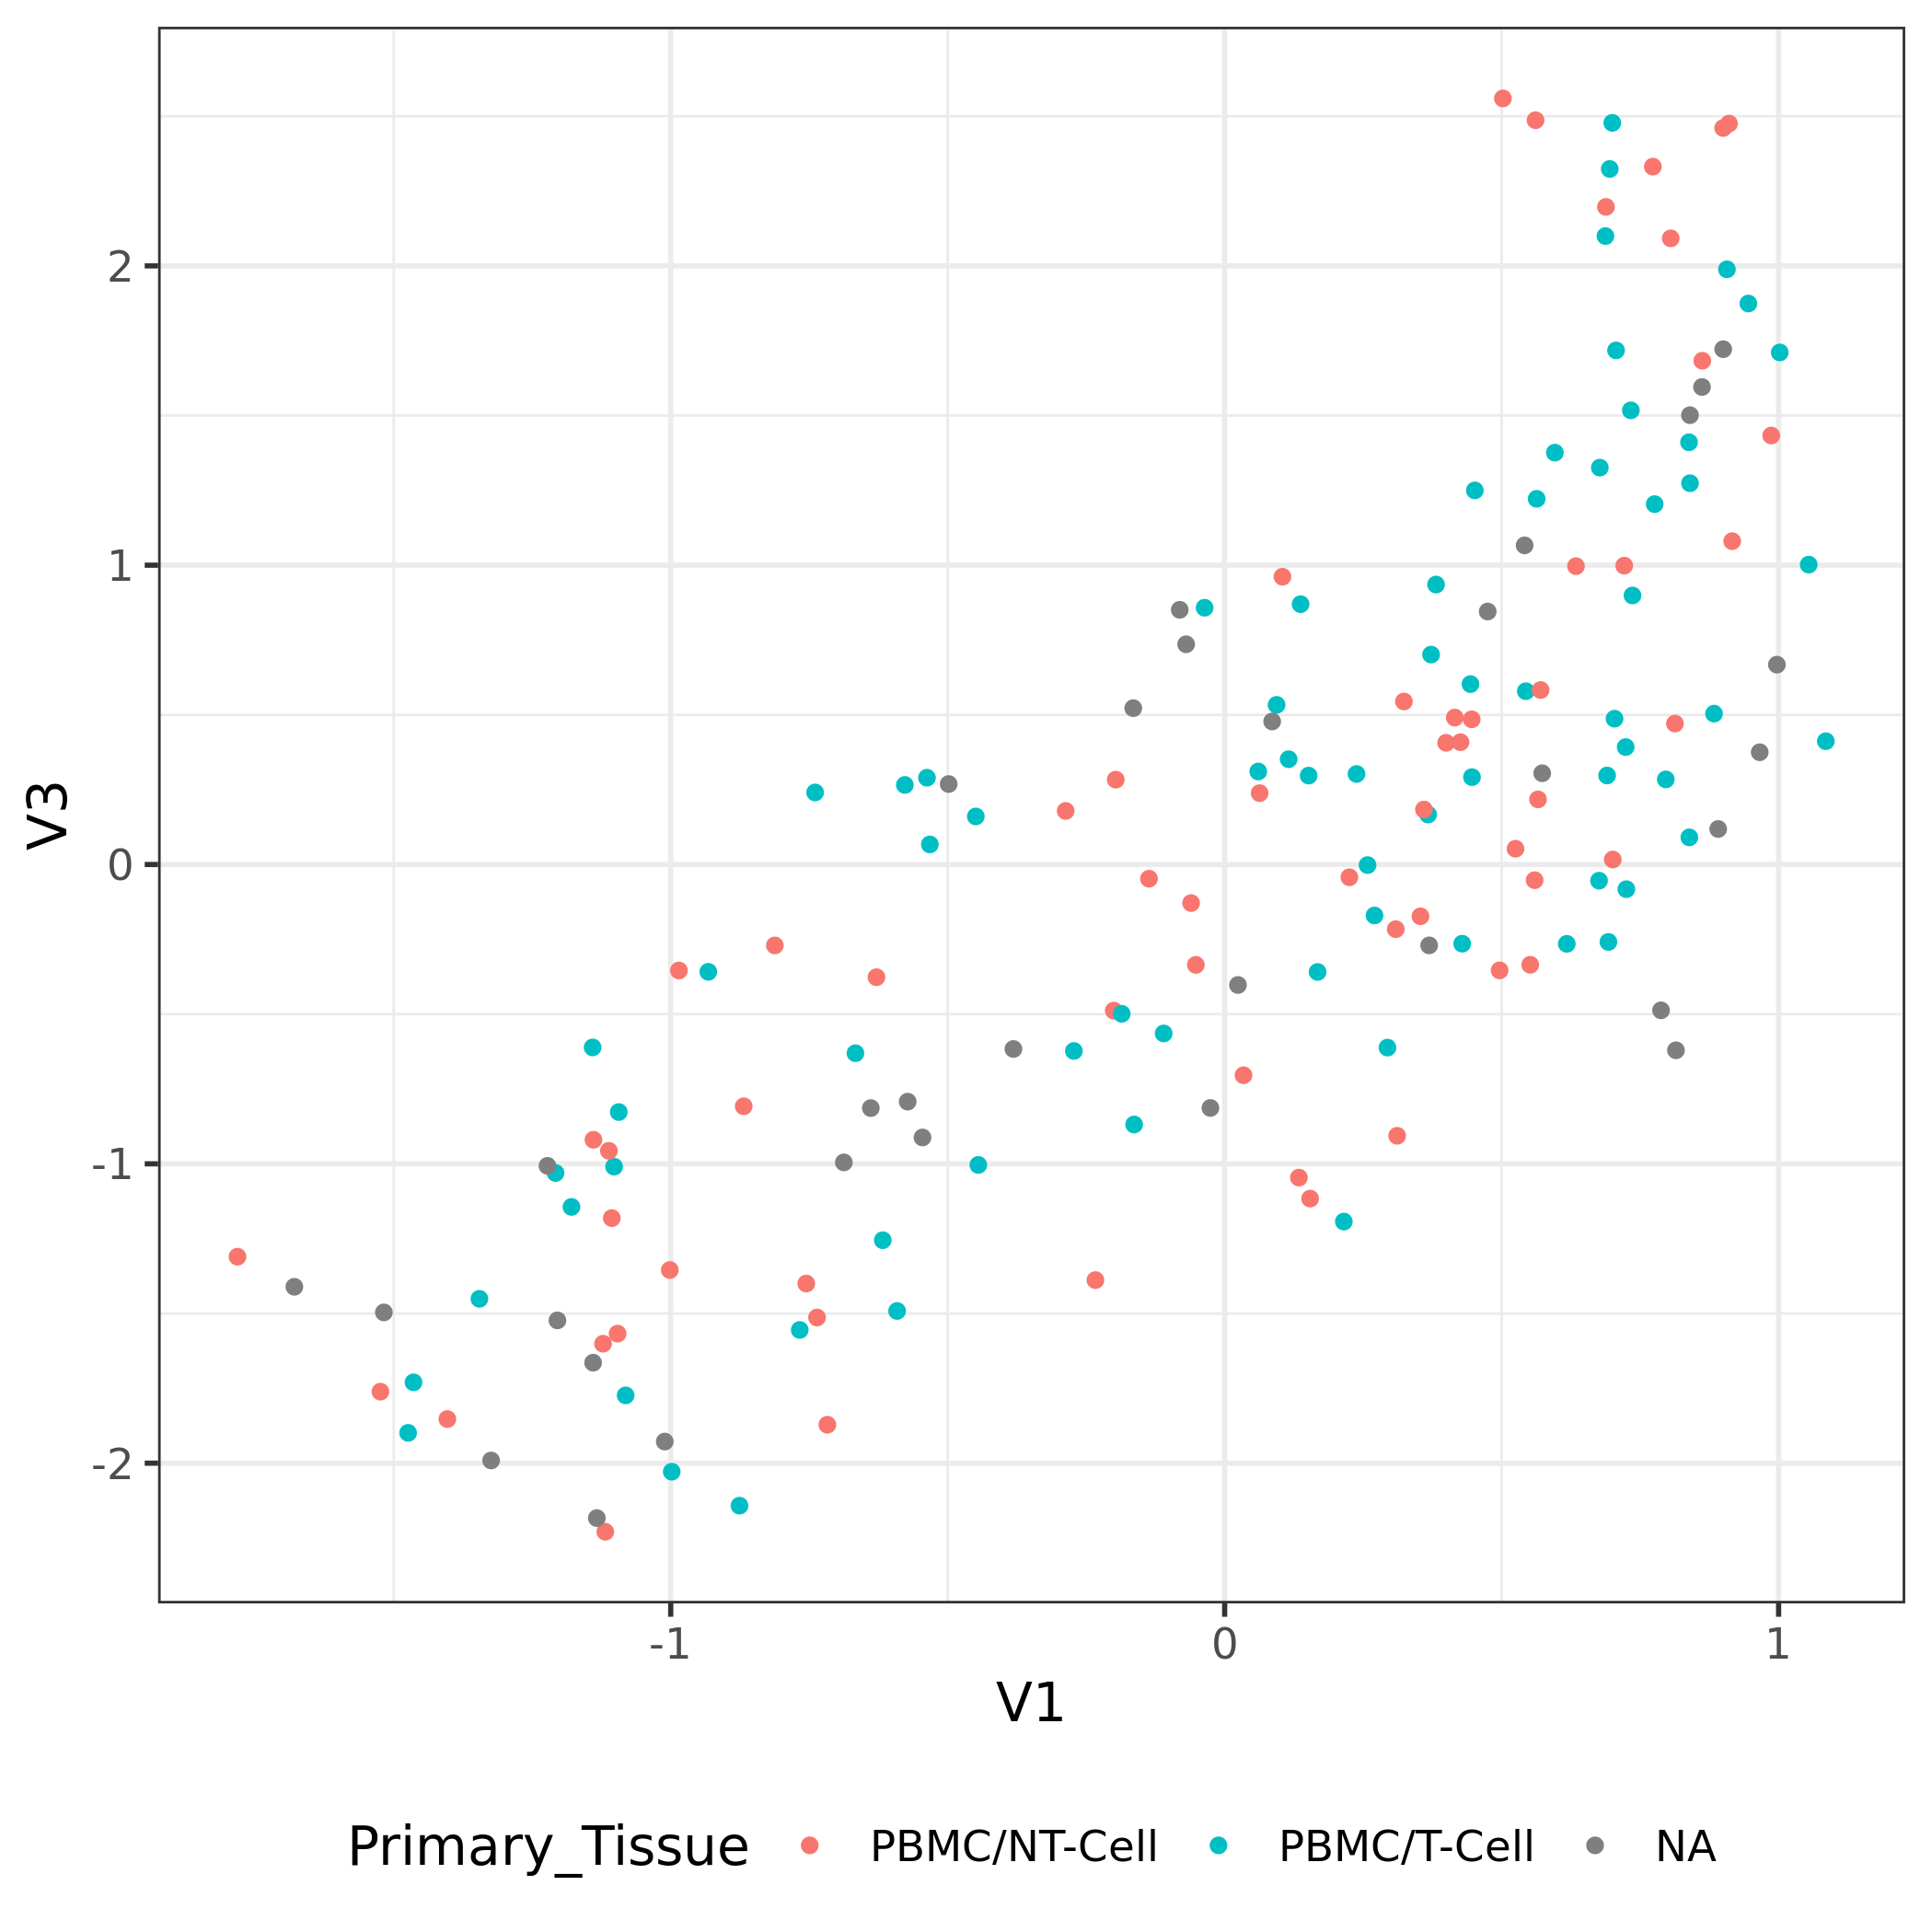 2
1
0
-1
-2
V3
-1 0 1
V1
Primary_Tissue PBMC/NT-Cell PBMC/T-Cell NA